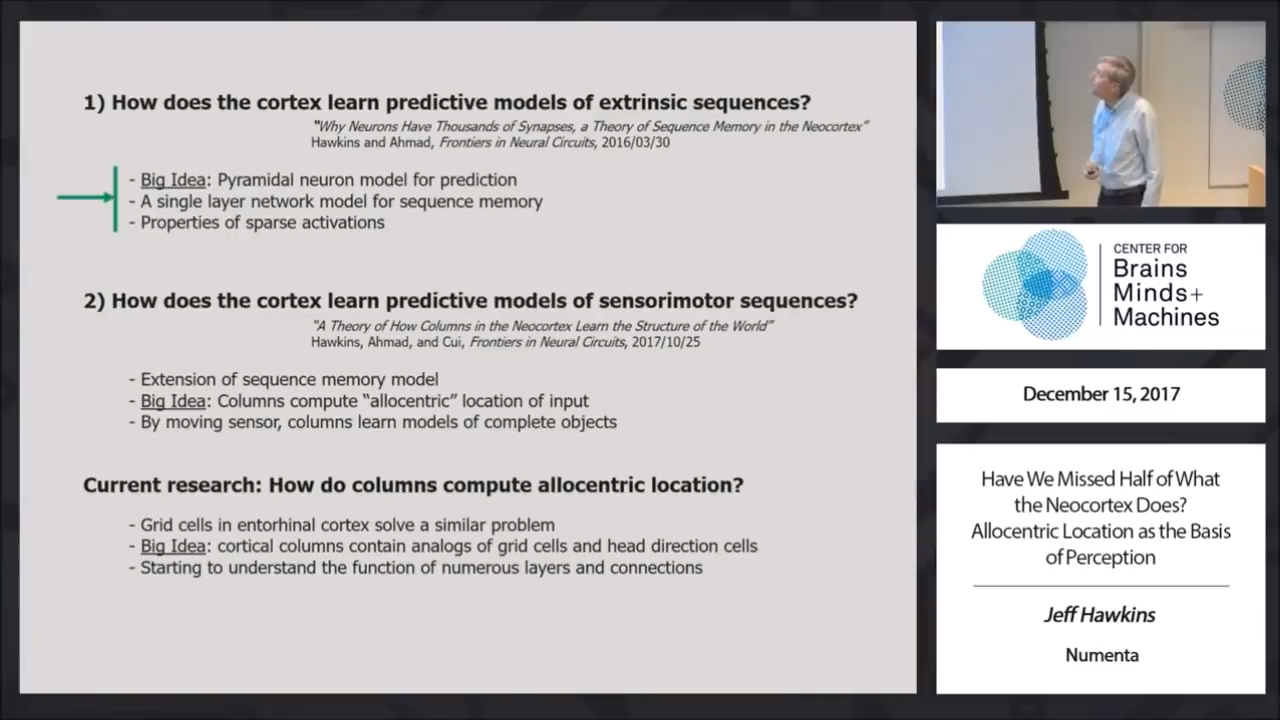 1) How does the cortex learn predictive models of extrinsic sequences?
"Why Neurons Have Thousands of Synapses, a Theory of Sequence Memory in the Neocortex"
Hawkins and Ahmad, Frontiers in Neural Circuits, 2016/03/30
- Big Idea: Pyramidal neuron model for prediction
- A single layer network model for sequence memory
- Properties of sparse activations
2) How does the cortex learn predictive models of sensorimotor sequences?
"A Theory of How Columns in the Neocortex Learn the Structure of the World"
Hawkins, Ahmad, and Cui, Frontiers in Neural Circuits, 2017/10/25
- Extension of sequence memory model
- Big Idea: Columns compute "allocentric" location of input
- By moving sensor, columns learn models of complete objects
Current research: How do columns compute allocentric location?
- Grid cells in entorhinal cortex solve a similar problem
- Big Idea: cortical columns contain analogs of grid cells and head direction cells
- Starting to understand the function of numerous layers and connections
CENTER FOR
Brains
Minds+
Machines
December 15, 2017
Have We Missed Half of What
the Neocortex Does?
Allocentric Location as the Basis
of Perception
Jeff Hawkins
Numenta